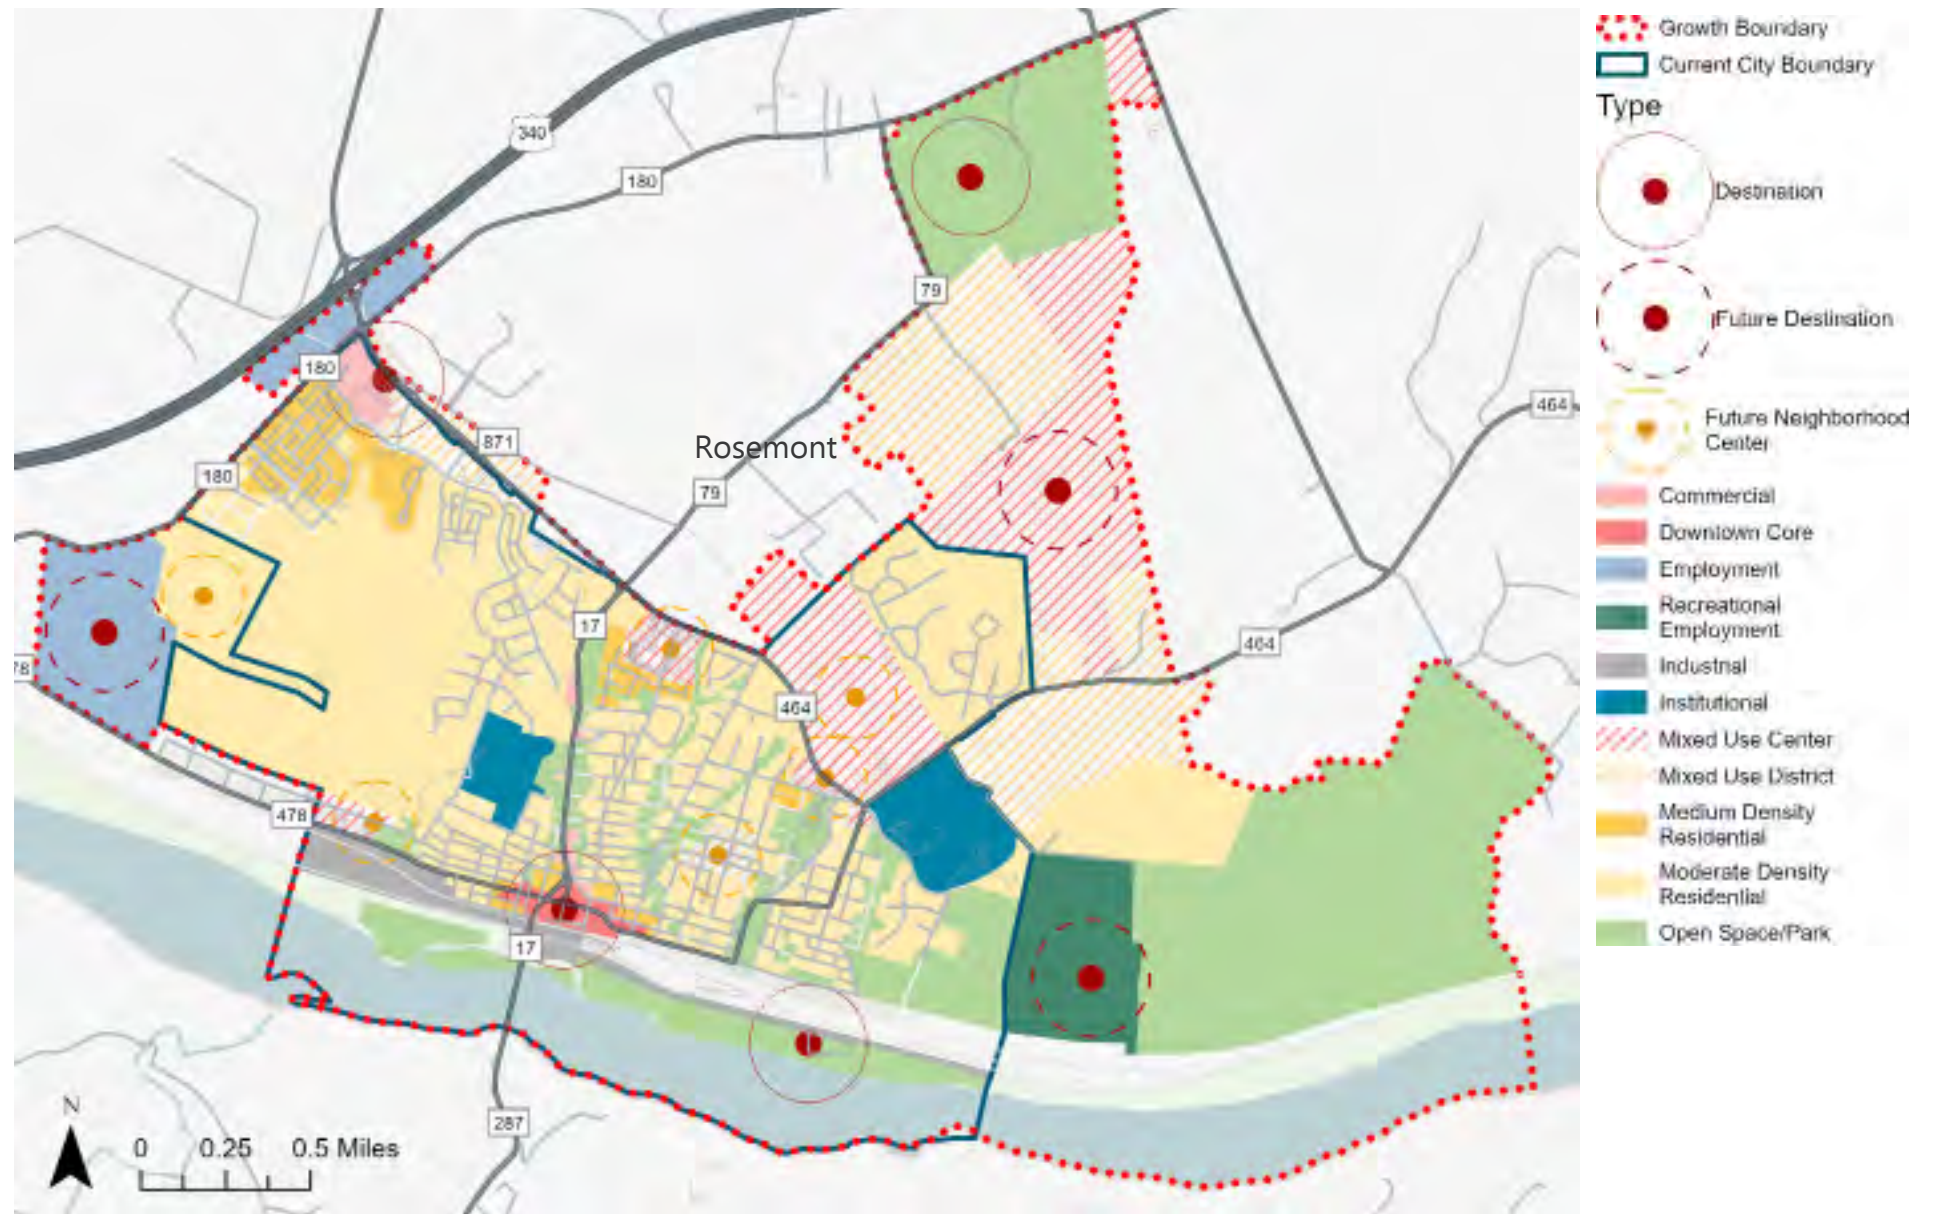 340
180
79
180
871
180
Rosemont
79
464
78
17
464
464
478
17
287
N
0 0.25 0.5 Miles
Growth Boundary
Current City Boundary
Type
Destination
Future Destination
Future Neighborhood
Center
Commercial
Downtown Core
Employment
Recreational
Employment
Industrial
Institutional
Mixed Use Center
Mixed Use District
Medium Density
Residential
Moderate Density
Residential
Open Space/Park